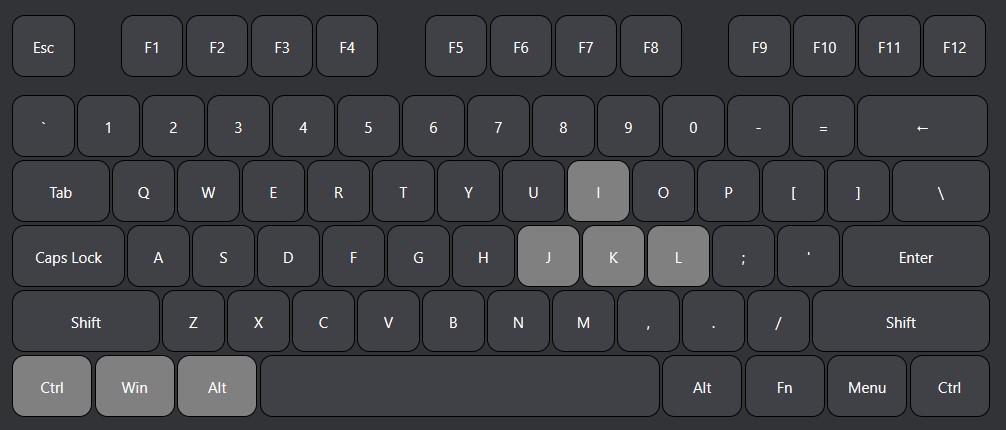 Esc F1 F2 F3 F4 F5 F6 F7 F8 F9 F10 F11 F12
` 1 2 3 4 5 6 7 8 9 0 - = ←
Tab Q W E R T Y U I O P [ ] \
Caps Lock A S D F G H J K L ; ' Enter
Shift Z X C V B N M , . / Shift
Ctrl Win Alt Alt Fn Menu Ctrl